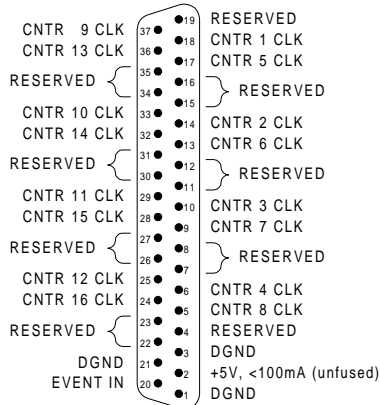 19 RESERVED
CNTR 9 CLK 37
18 CNTR 1 CLK
CNTR 13 CLK 36
17 CNTR 5 CLK
35
RESERVED
34
16
RESERVED
15
CNTR 10 CLK 33
14 CNTR 2 CLK
CNTR 14 CLK 32
13 CNTR 6 CLK
31
RESERVED
30
12
RESERVED
11
CNTR 11 CLK 29
10 CNTR 3 CLK
CNTR 15 CLK 28
9 CNTR 7 CLK
27
RESERVED
26
8
RESERVED
7
CNTR 12 CLK 25
6 CNTR 4 CLK
CNTR 16 CLK 24
5 CNTR 8 CLK
23
RESERVED
22
4 RESERVED
3 DGND
DGND 21
2 +5V, <100mA (unfused)
EVENT IN 20
1 DGND